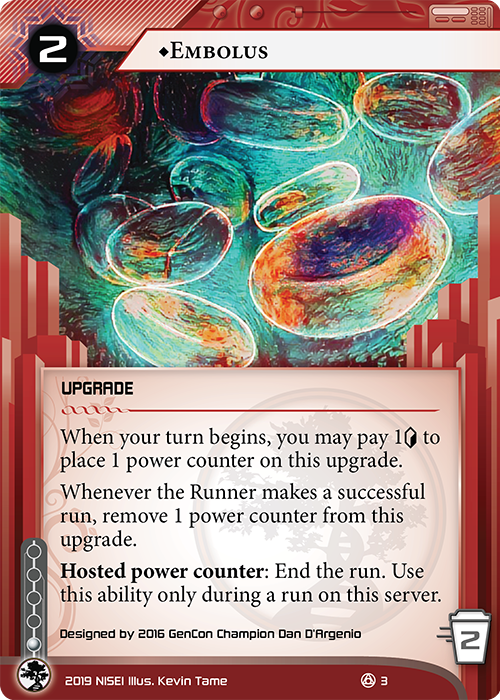 2
◆Embolus
UPGRADE
When your turn begins, you may pay 1 to
place 1 power counter on this upgrade.
Whenever the Runner makes a successful
run, remove 1 power counter from this
upgrade.
Hosted power counter: End the run. Use
this ability only during a run on this server.
Designed by 2016 GenCon Champion Dan D'Argenio
2
2019 NISEI Illus. Kevin Tame
3